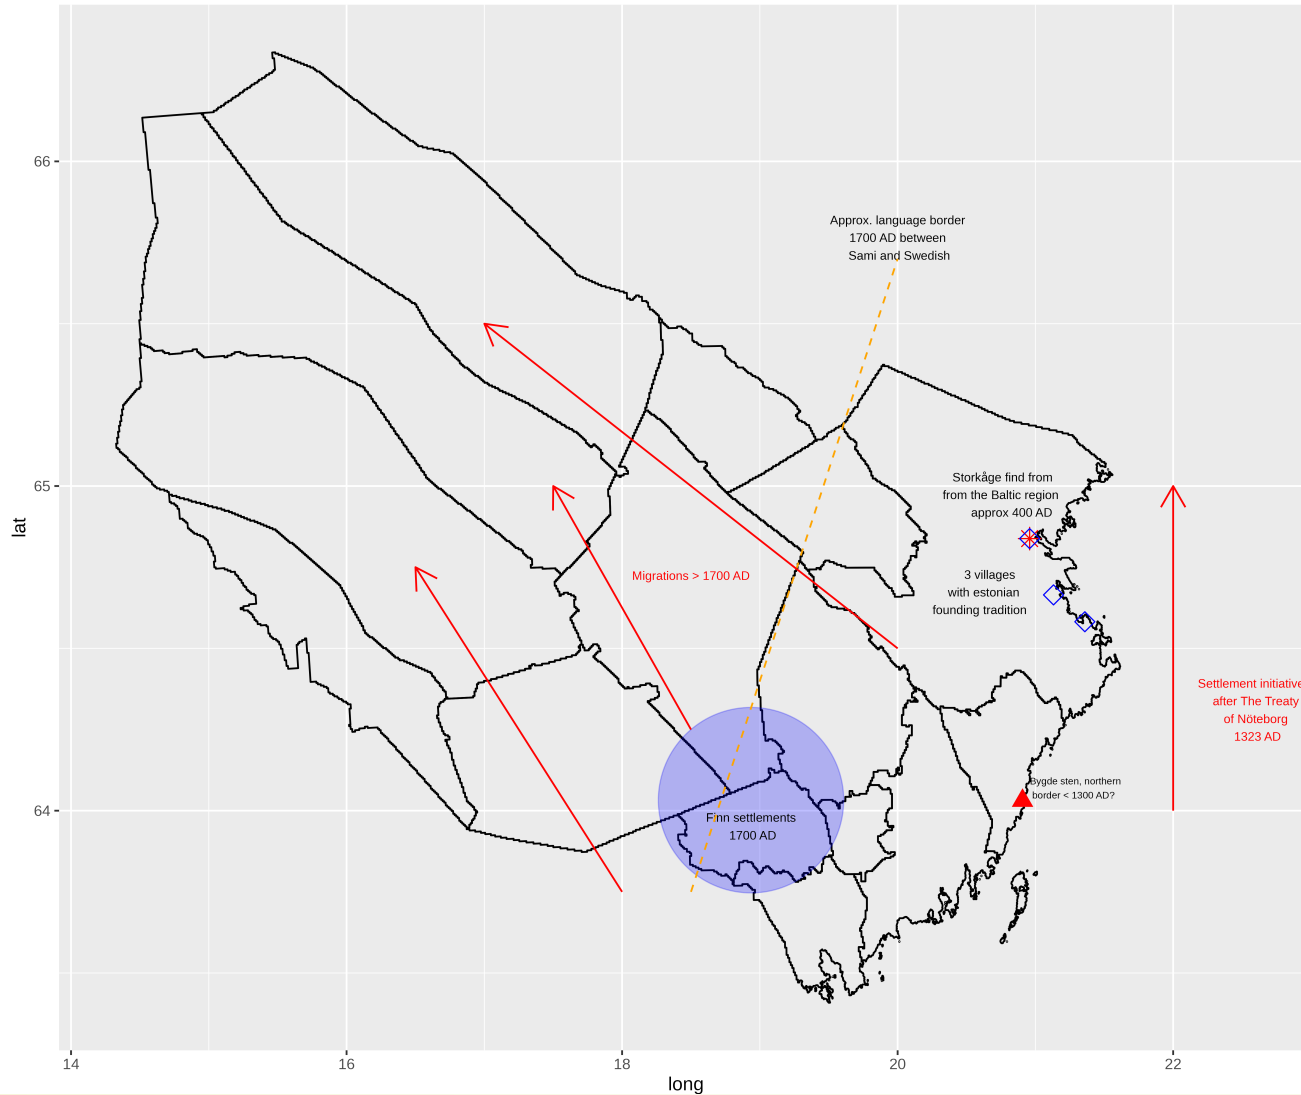 Approx. language border
1700 AD between
Sami and Swedish
66
Storkåge find from
from the Baltic region
approx 400 AD
65
3 villages
with estonian
founding tradition
Migrations > 1700 AD
lat
Settlement initiative
after The Treaty
of Nöteborg
1323 AD
Bygde sten, northern
border < 1300 AD?
64
Finn settlements
1700 AD
14
16
18
20
22
long